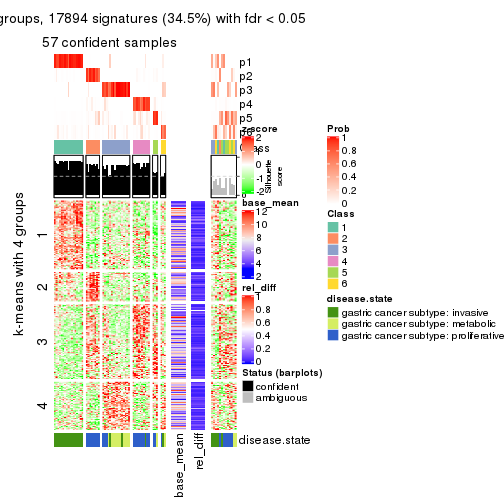 groups, 17894 signatures (34.5%) with fdr < 0.05
57 confident samples
p1
p2
p3
p4
p5
z-score
2
1
0
-1
-2
Silhouette
score
0
k-means with 4 groups
1
2
3
4
base_mean
12
10
8
6
4
2
rel_diff
1
0.8
0.6
0.4
0.2
0
Status (barplots)
confident
ambiguous
disease.state
base_mean
rel_diff
Prob
1
0.8
0.6
0.4
0.2
0
Class
1
2
3
4
5
6
disease.state
gastric cancer subtype: invasive
gastric cancer subtype: metabolic
gastric cancer subtype: proliferative